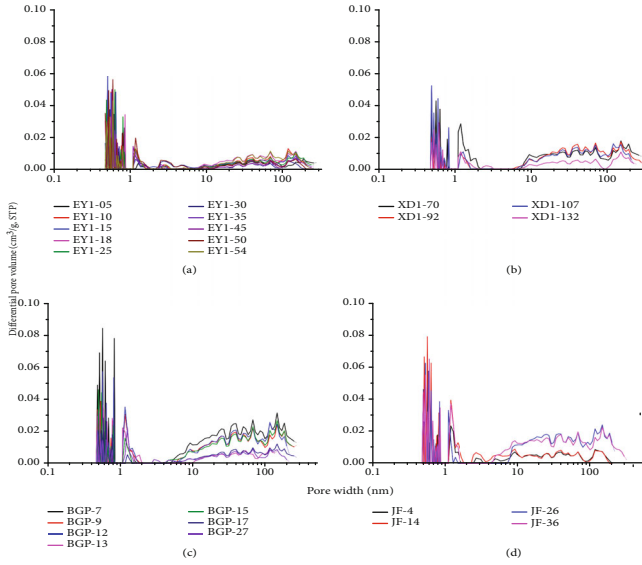 0.10
0.08
0.06
0.04
0.02
0.00
0.1 1 10 100
EY1-05 EY1-30
EY1-10 EY1-35
EY1-15 EY1-45
EY1-18 EY1-50
EY1-25 EY1-54
(a)
0.10
0.08
0.06
0.04
0.02
0.00
0.1 1 10 100
XD1-70 XD1-107
XD1-92 XD1-132
(b)
Differential pore volume (cm³/g, STP)
0.10
0.08
0.06
0.04
0.02
0.00
0.1 1 10 100
BGP-7 BGP-15
BGP-9 BGP-17
BGP-12 BGP-27
BGP-13
(c)
0.10
0.08
0.06
0.04
0.02
0.00
0.1 1 10 100
Pore width (nm)
JF-4 JF-26
JF-14 JF-36
(d)